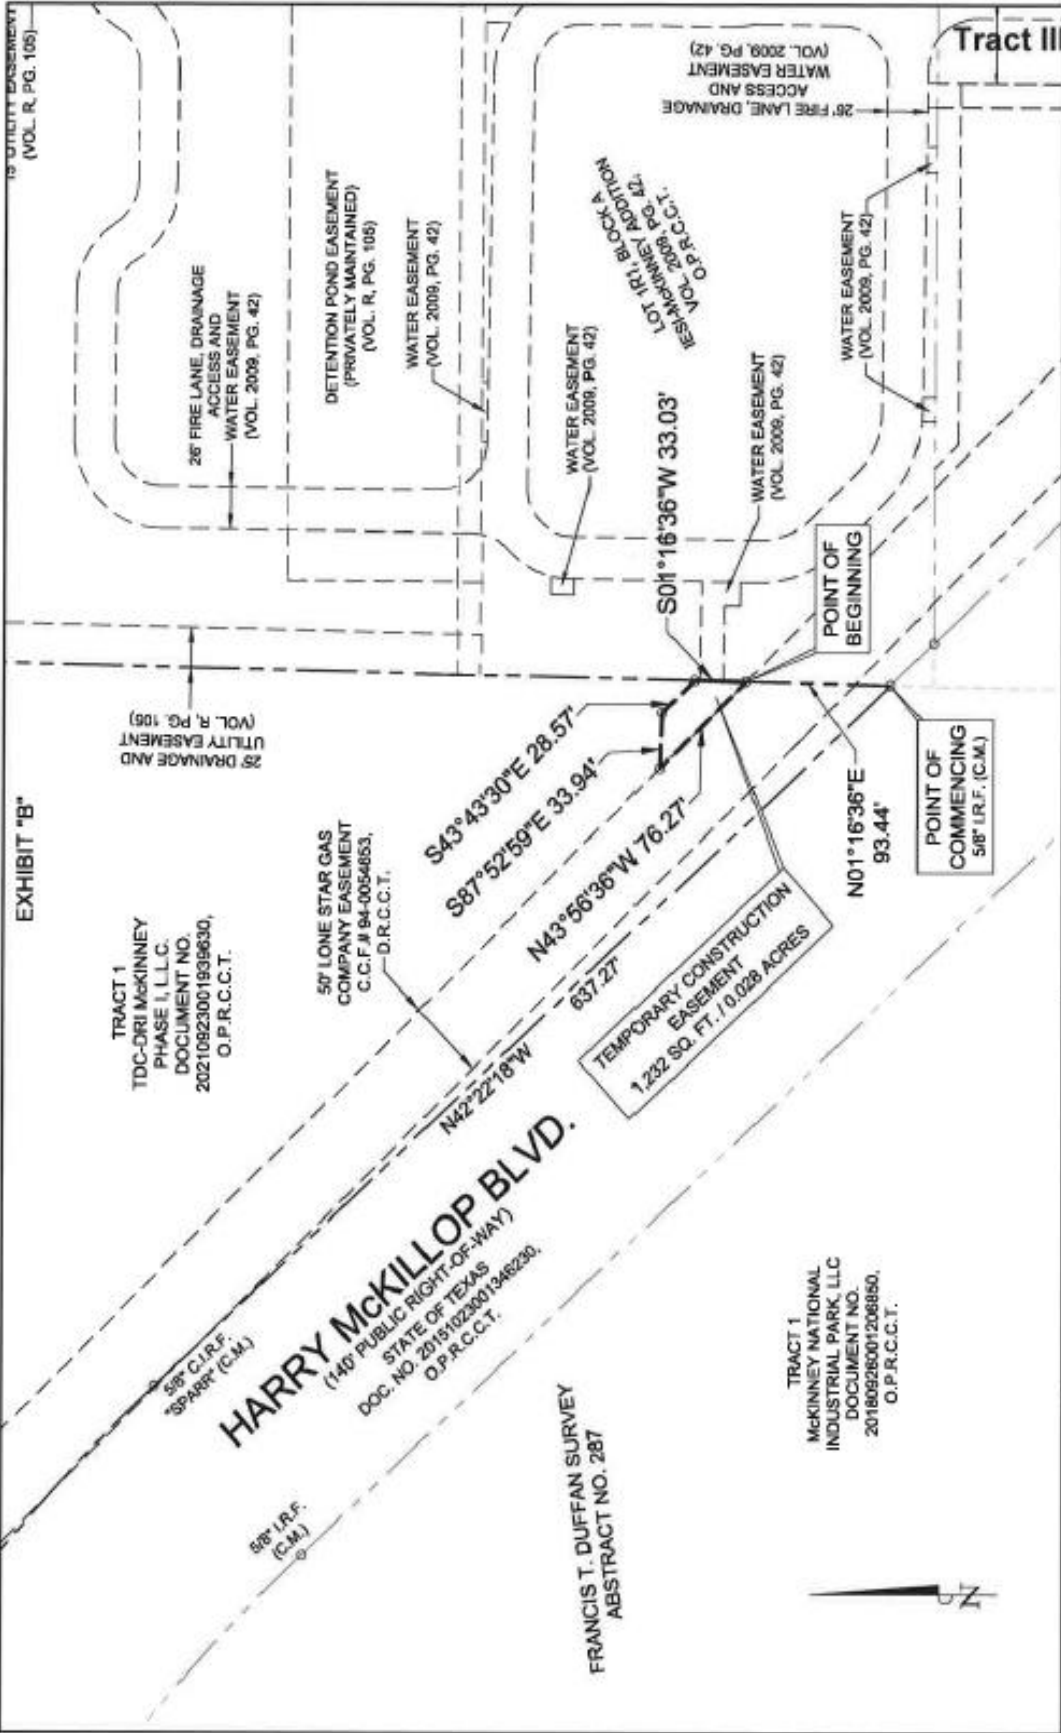 EXHIBIT "B"
15' UTILITY EASEMENT
(VOL. R, PG. 105)
26' FIRE LANE, DRAINAGE
ACCESS AND
WATER EASEMENT
(VOL. 2009, PG. 42)
DETENTION POND EASEMENT
(PRIVATELY MAINTAINED)
(VOL. R, PG. 105)
WATER EASEMENT
(VOL. 2009, PG. 42)
26' FIRE LANE, DRAINAGE
ACCESS AND
WATER EASEMENT
(VOL. 2009, PG. 42)
Tract III
LOT 1R1, BLOCK A
IESI-McKINNEY ADDITION
VOL. 2009, PG. 42,
O.P.R.C.C.T.
WATER EASEMENT
(VOL. 2009, PG. 42)
WATER EASEMENT
(VOL. 2009, PG. 42)
WATER EASEMENT
(VOL. 2009, PG. 42)
25' DRAINAGE AND
UTILITY EASEMENT
(VOL. R, PG. 105)
S01°16'36"W 33.03'
POINT OF
BEGINNING
S43°43'30"E 28.57'
S87°52'59"E 33.94'
N43°56'36"W 76.27'
N01°16'36"E
93.44'
POINT OF
COMMENCING
5/8" I.R.F. (C.M.)
TRACT 1
TDC-DRI McKINNEY
PHASE I, L.L.C.
DOCUMENT NO.
20210923001939630,
O.P.R.C.C.T.
50' LONE STAR GAS
COMPANY EASEMENT
C.C.F.# 94-0054653,
D.R.C.C.T.
N42°22'18"W
637.27'
TEMPORARY CONSTRUCTION
EASEMENT
1,232 SQ. FT. / 0.028 ACRES
5/8" C.I.R.F.
"SPARR" (C.M.)
HARRY McKILLOP BLVD.
(140' PUBLIC RIGHT-OF-WAY)
STATE OF TEXAS
DOC. NO. 20151023001346230,
O.P.R.C.C.T.
5/8" I.R.F.
(C.M.)
FRANCIS T. DUFFAN SURVEY
ABSTRACT NO. 287
TRACT 1
McKINNEY NATIONAL
INDUSTRIAL PARK, LLC
DOCUMENT NO.
20180926001206850,
O.P.R.C.C.T.
N